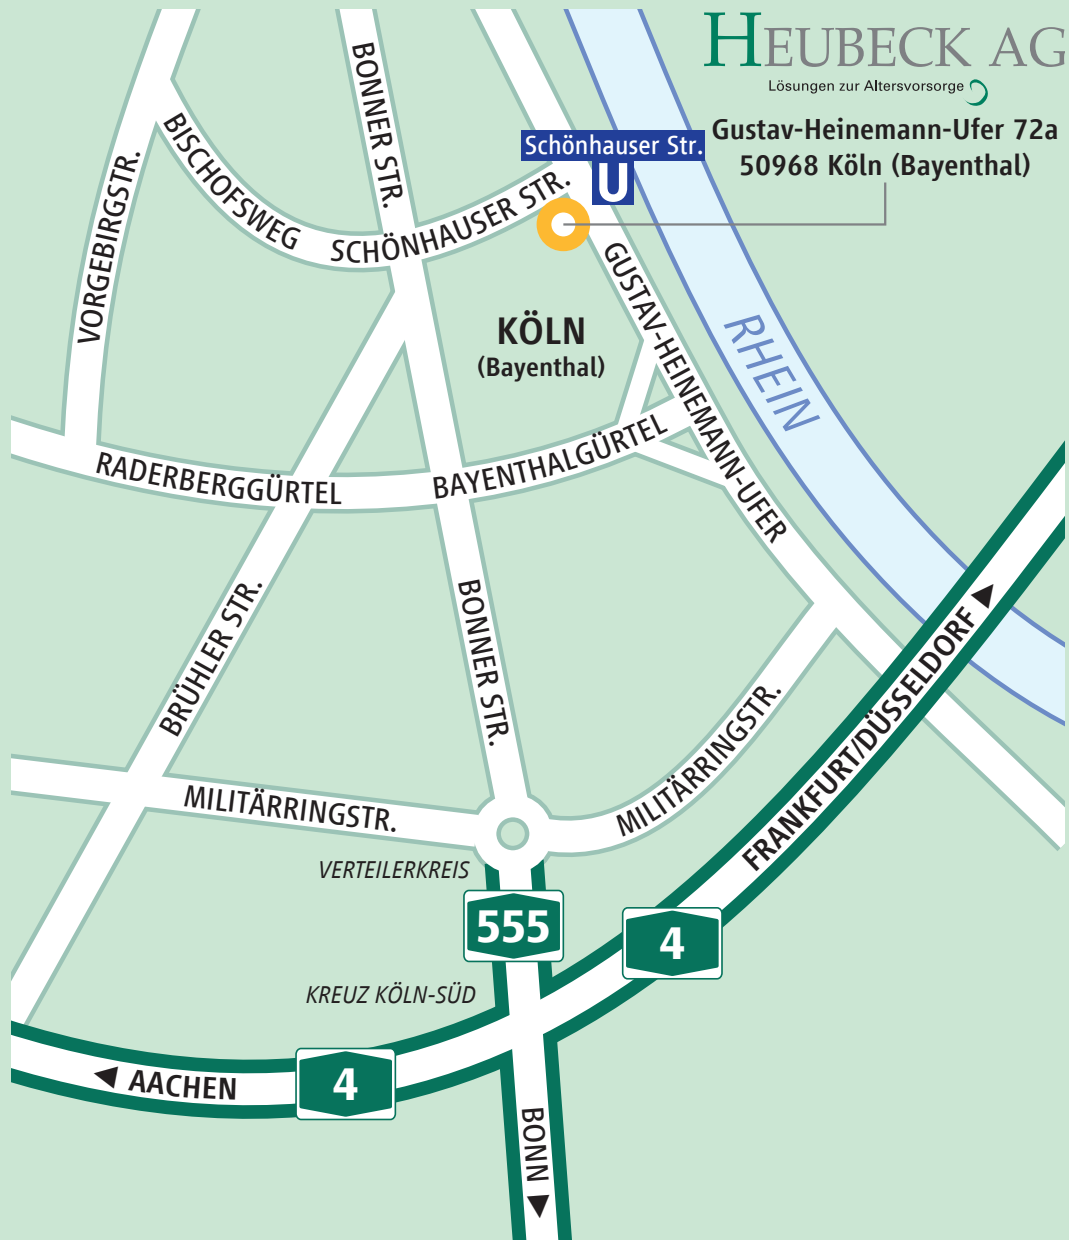 HEUBECK AG
Lösungen zur Altersvorsorge
Gustav-Heinemann-Ufer 72a
50968 Köln (Bayenthal)
Schönhauser Str.
U
BONNER STR.
BISCHOFSWEG
VORGEBIRGSTR.
SCHÖNHAUSER STR.
GUSTAV-HEINEMANN-UFER
RHEIN
KÖLN
(Bayenthal)
RADERBERGGÜRTEL
BAYENTHALGÜRTEL
BRÜHLER STR.
BONNER STR.
MILITÄRRINGSTR.
MILITÄRRINGSTR.
FRANKFURT/DÜSSELDORF
VERTEILERKREIS
555
4
KREUZ KÖLN-SÜD
AACHEN
4
BONN